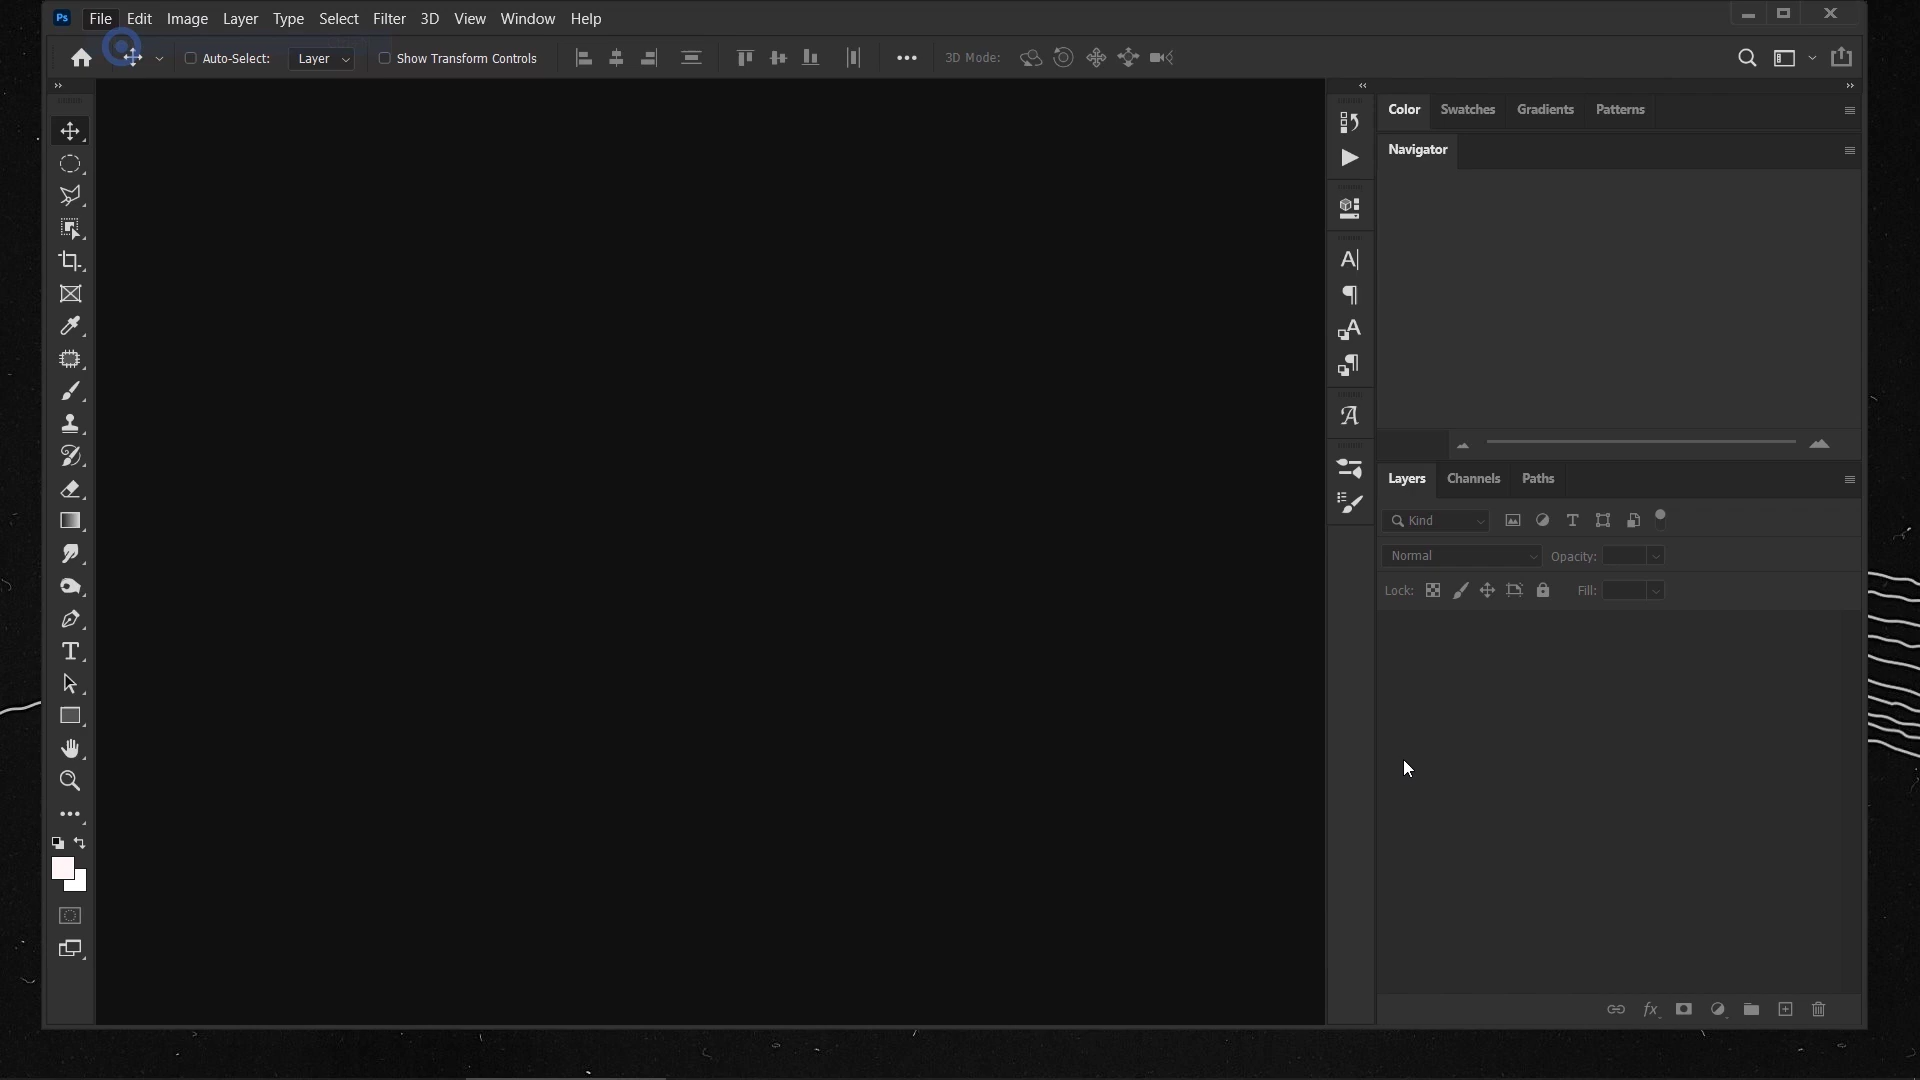 Ps File Edit Image Layer Type Select Filter 3D View Window Help
Auto-Select: Layer Show Transform Controls 3D Mode:
Color Swatches Gradients Patterns
Navigator
Layers Channels Paths
Kind
Normal Opacity:
Lock: Fill:
fx